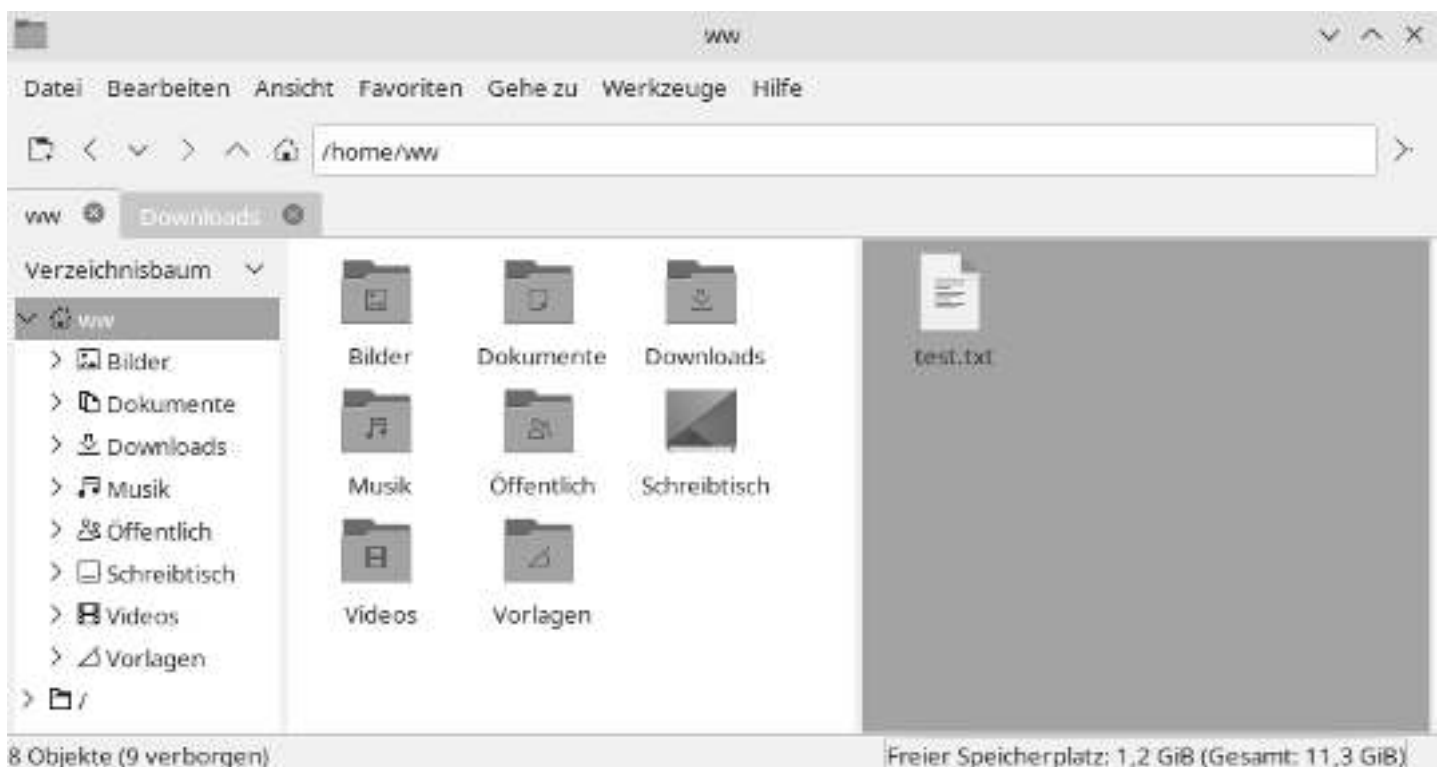 ww
Datei Bearbeiten Ansicht Favoriten Gehe zu Werkzeuge Hilfe
/home/ww
ww Downloads
Verzeichnisbaum
ww
Bilder
Dokumente
Downloads
Musik
Öffentlich
Schreibtisch
Videos
Vorlagen
/
Bilder Dokumente Downloads
Musik Öffentlich Schreibtisch
Videos Vorlagen
test.txt
8 Objekte (9 verborgen)
Freier Speicherplatz: 1,2 GiB (Gesamt: 11,3 GiB)